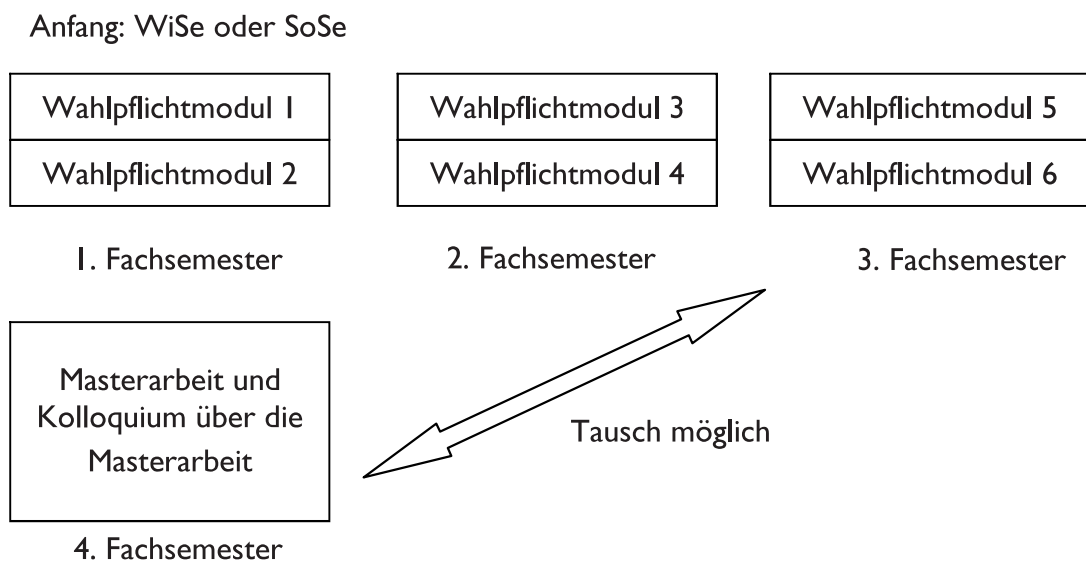 Anfang: WiSe oder SoSe
Wahlpflichtmodul 1
Wahlpflichtmodul 2
1. Fachsemester
Wahlpflichtmodul 3
Wahlpflichtmodul 4
2. Fachsemester
Wahlpflichtmodul 5
Wahlpflichtmodul 6
3. Fachsemester
Masterarbeit und
Kolloquium über die
Masterarbeit
4. Fachsemester
Tausch möglich